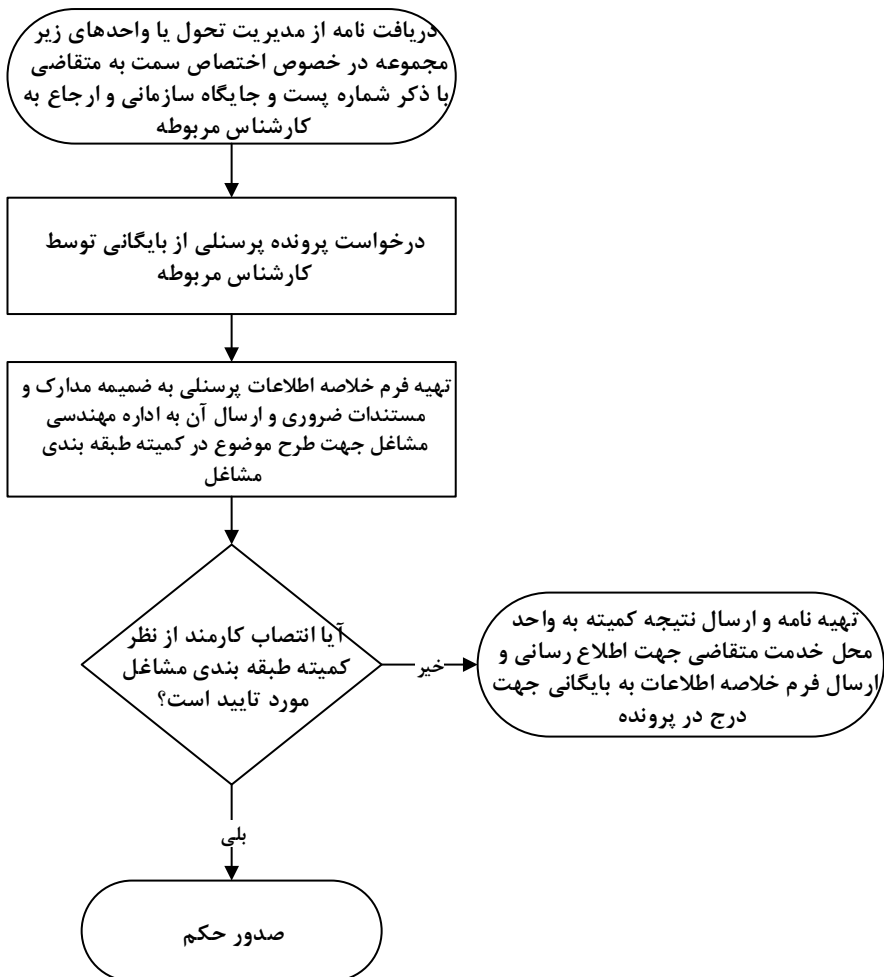 دریافت نامه از مدیریت تحول یا واحدهای زیر
مجموعه در خصوص اختصاص سمت به متقاضی
با ذکر شماره پست و جایگاه سازمانی و ارجاع به
کارشناس مربوطه
درخواست پرونده پرسنلی از بایگانی توسط
کارشناس مربوطه
تهیه فرم خلاصه اطلاعات پرسنلی به ضمیمه مدارک و
مستندات ضروری و ارسال آن به اداره مهندسی
مشاغل جهت طرح موضوع در کمیته طبقه بندی
مشاغل
آیا انتصاب کارمند از نظر
کمیته طبقه بندی مشاغل
مورد تایید است؟
خیر
تهیه نامه و ارسال نتیجه کمیته به واحد
محل خدمت متقاضی جهت اطلاع رسانی و
ارسال فرم خلاصه اطلاعات به بایگانی جهت
درج در پرونده
بلی
صدور حکم